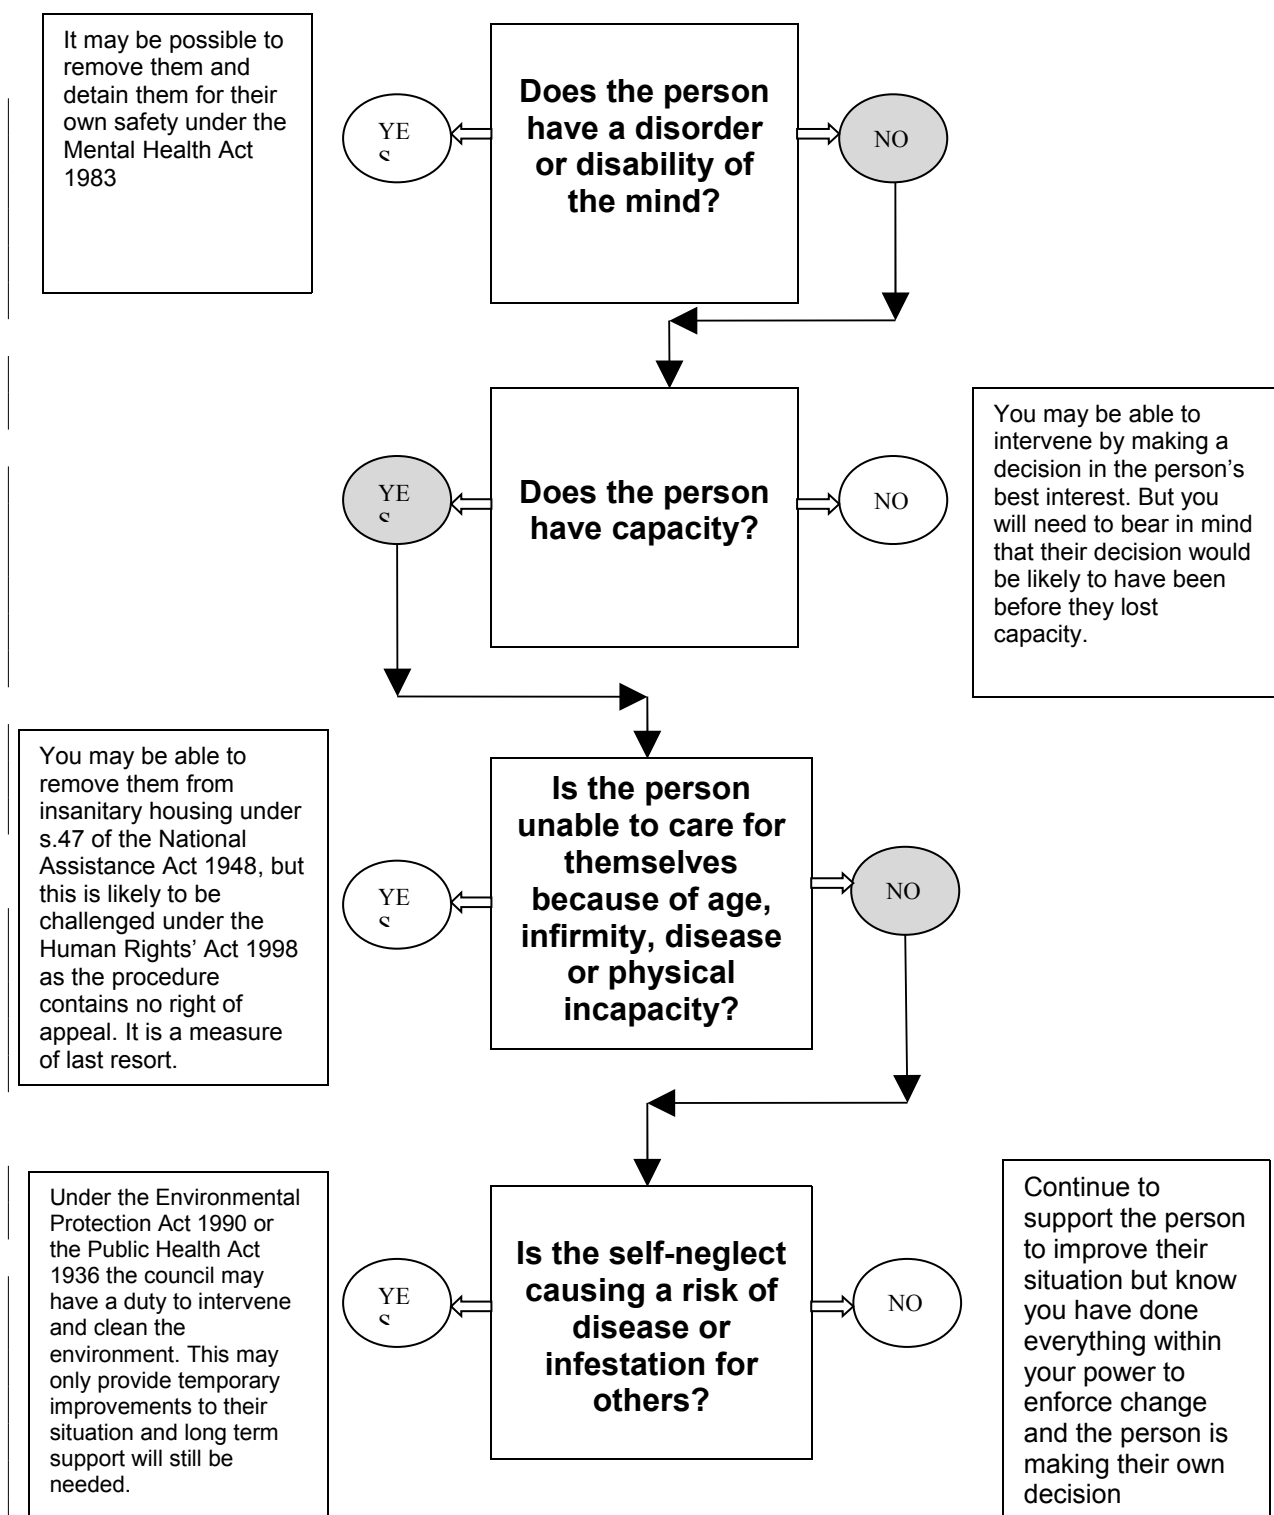 It may be possible to
remove them and
detain them for their
own safety under the
Mental Health Act
1983
YE
S
Does the person
have a disorder
or disability of
the mind?
NO
YE
S
Does the person
have capacity?
NO
You may be able to
intervene by making a
decision in the person’s
best interest. But you
will need to bear in mind
that their decision would
be likely to have been
before they lost
capacity.
You may be able to
remove them from
insanitary housing under
s.47 of the National
Assistance Act 1948, but
this is likely to be
challenged under the
Human Rights’ Act 1998
as the procedure
contains no right of
appeal. It is a measure
of last resort.
YE
S
Is the person
unable to care for
themselves
because of age,
infirmity, disease
or physical
incapacity?
NO
Under the Environmental
Protection Act 1990 or
the Public Health Act
1936 the council may
have a duty to intervene
and clean the
environment. This may
only provide temporary
improvements to their
situation and long term
support will still be
needed.
YE
S
Is the self-neglect
causing a risk of
disease or
infestation for
others?
NO
Continue to
support the person
to improve their
situation but know
you have done
everything within
your power to
enforce change
and the person is
making their own
decision